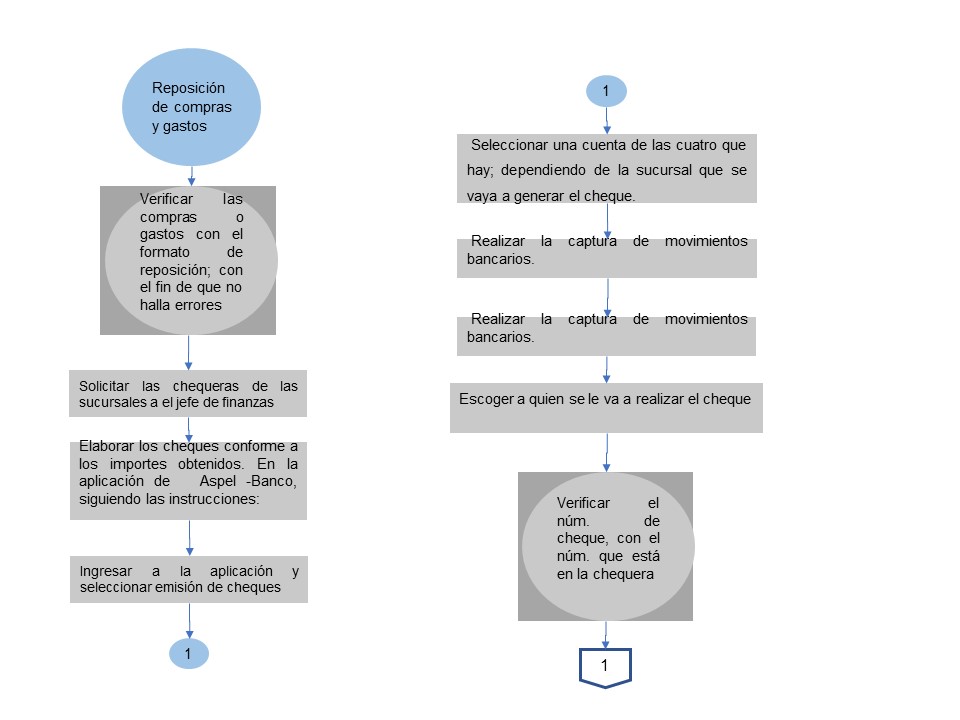 Reposición
de compras
y gastos
Verificar las
compras o
gastos con el
formato de
reposición; con
el fin de que no
halla errores
Solicitar las chequeras de las
sucursales a el jefe de finanzas
Elaborar los cheques conforme a
los importes obtenidos. En la
aplicación de Aspel -Banco,
siguiendo las instrucciones:
Ingresar a la aplicación y
seleccionar emisión de cheques
1
1
Seleccionar una cuenta de las cuatro que
hay; dependiendo de la sucursal que se
vaya a generar el cheque.
Realizar la captura de movimientos
bancarios.
Realizar la captura de movimientos
bancarios.
Escoger a quien se le va a realizar el cheque
Verificar el
núm. de
cheque, con el
núm. que está
en la chequera
1